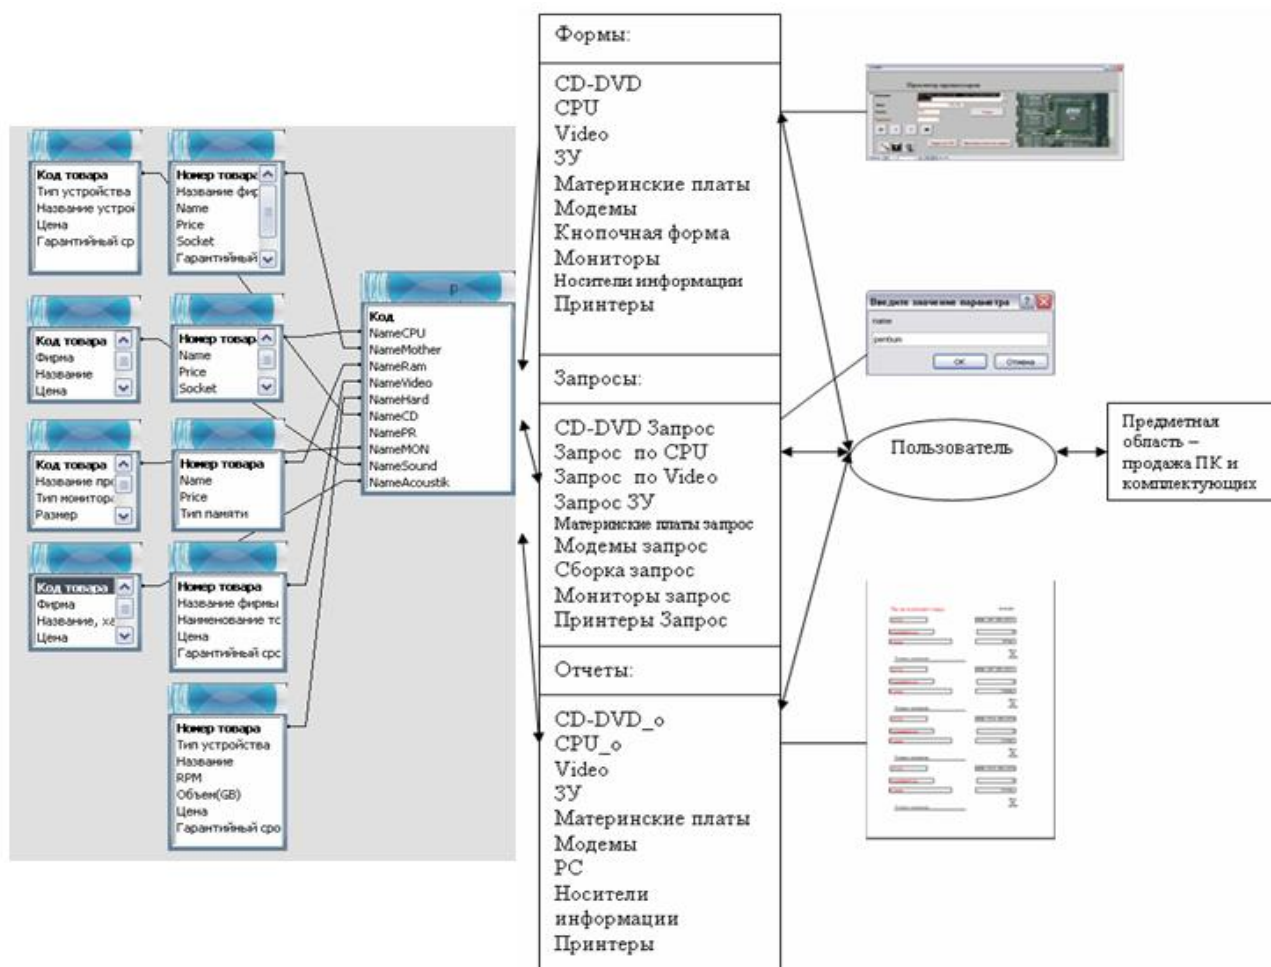 Код товара
Тип устройства
Название устрой
Цена
Гарантийный ср
Номер товара
Название фир
Name
Price
Socket
Гарантийный
Код товара
Фирма
Название
Цена
Номер товара
Name
Price
Socket
Код товара
Название про
Тип монитора
Размер
Номер товара
Name
Price
Тип памяти
Код товара
Фирма
Название, ха
Цена
Номер товара
Название фирмы
Наименование то
Цена
Гарантийный срс
Номер товара
Тип устройства
Название
RPM
Объем(GB)
Цена
Гарантийный сро
р
Код
NameCPU
NameMother
NameRam
NameVideo
NameHard
NameCD
NamePR
NameMON
NameSound
NameAcoustik
Формы:
CD-DVD
CPU
Video
ЗУ
Материнские платы
Модемы
Кнопочная форма
Мониторы
Носители информации
Принтеры
Запросы:
CD-DVD Запрос
Запрос по CPU
Запрос по Video
Запрос ЗУ
Материнские платы запрос
Модемы запрос
Сборка запрос
Мониторы запрос
Принтеры Запрос
Отчеты:
CD-DVD_о
CPU_о
Video
ЗУ
Материнские платы
Модемы
PC
Носители
информации
Принтеры
Введите значение параметра
name
pentium
OK
Отмена
Пользователь
Предметная
область –
продажа ПК и
комплектующих